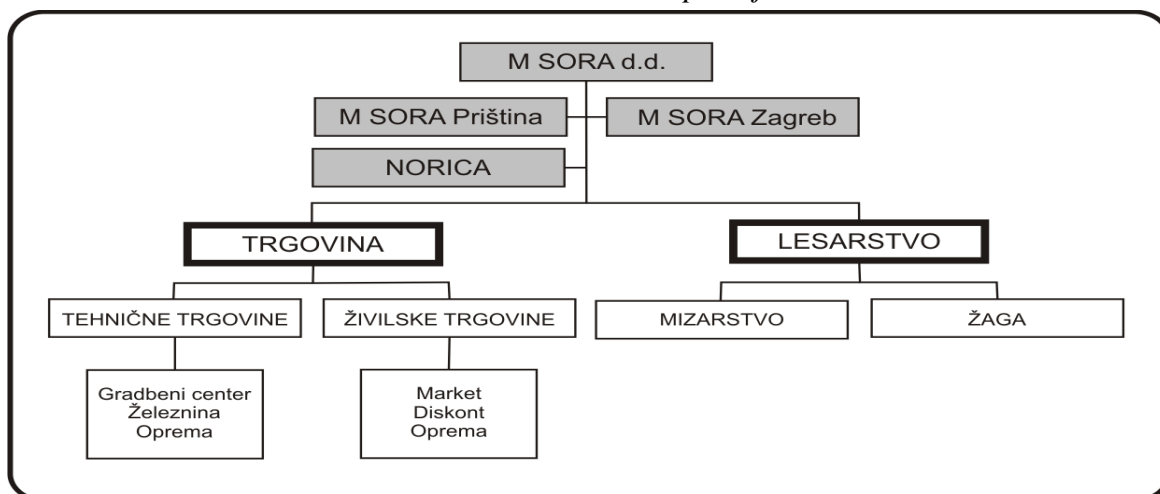 M SORA d.d.
M SORA Priština
M SORA Zagreb
NORICA
TRGOVINA
LESARSTVO
TEHNIČNE TRGOVINE
ŽIVILSKE TRGOVINE
MIZARSTVO
ŽAGA
Gradbeni center
Železnina
Oprema
Market
Diskont
Oprema